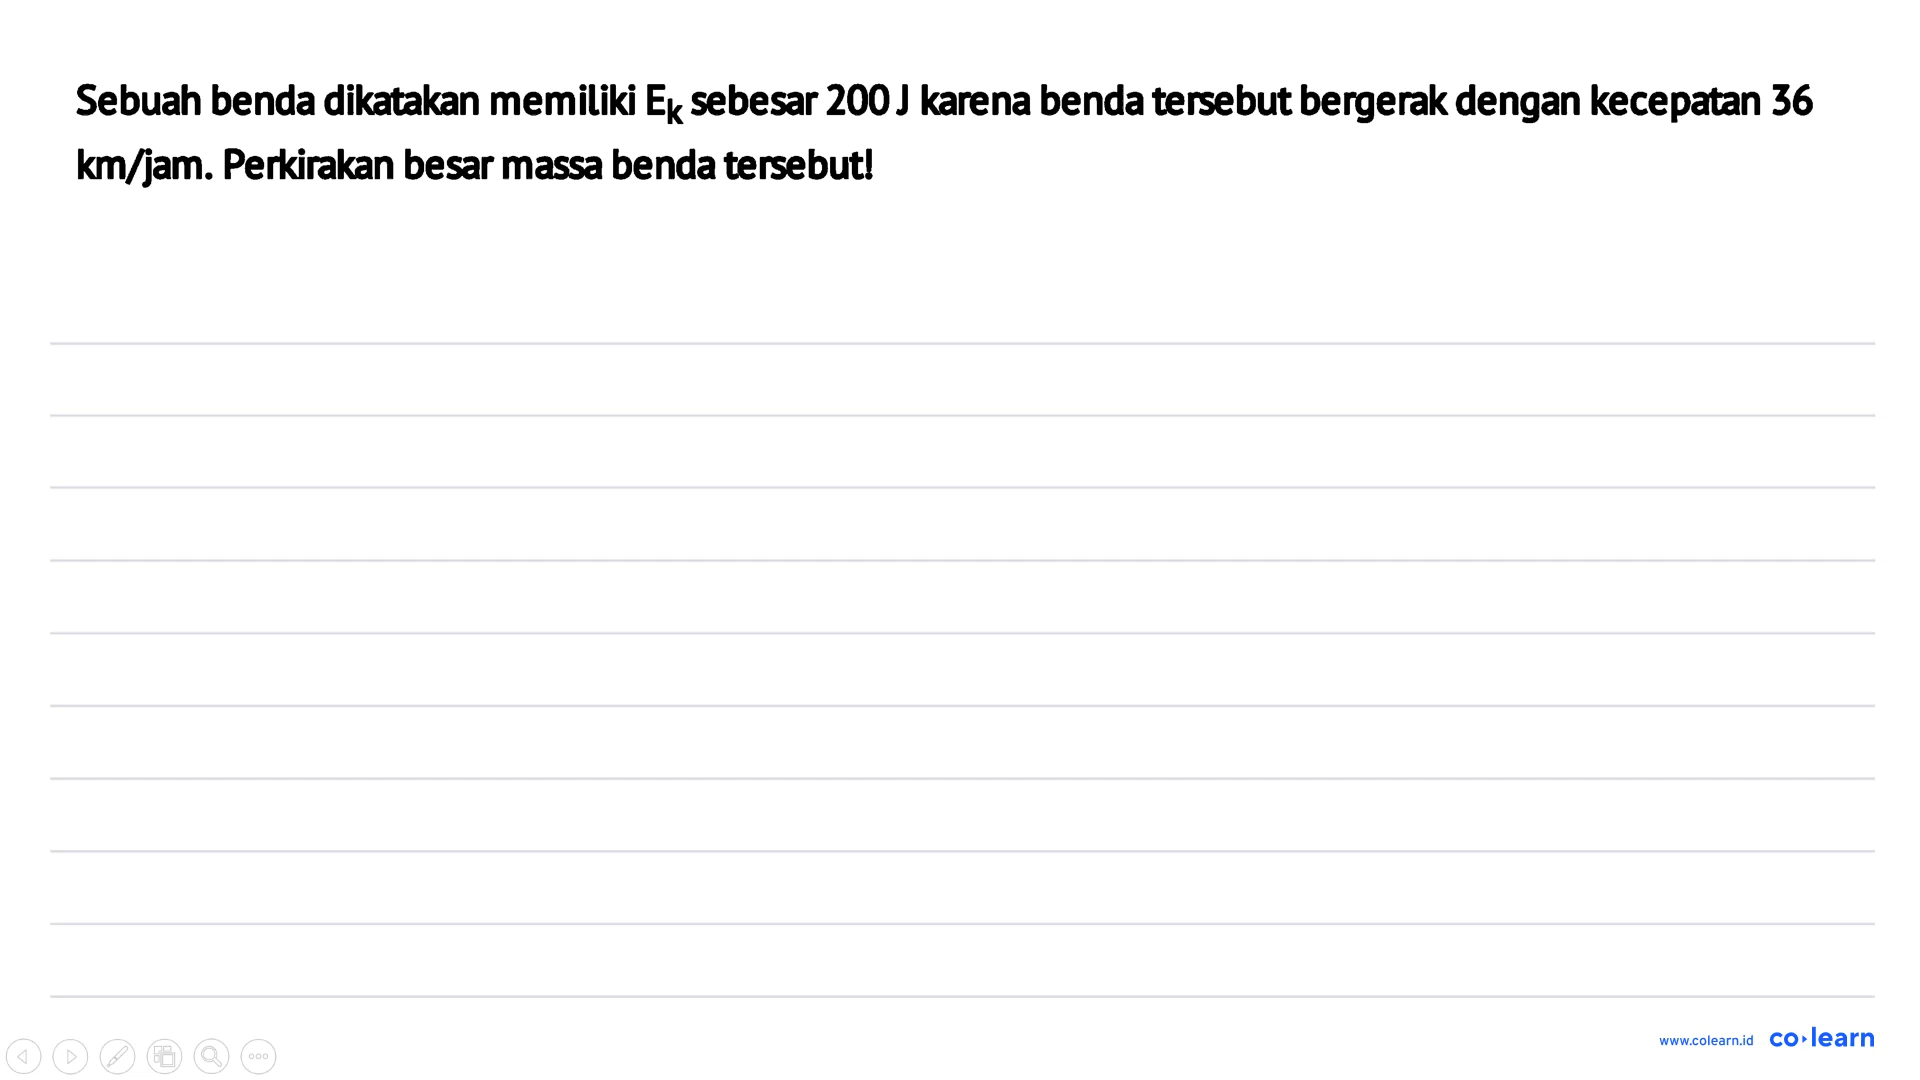 Sebuah benda dikatakan memiliki Ek sebesar 200 J karena benda tersebut bergerak dengan kecepatan 36
km/jam. Perkirakan besar massa benda tersebut!
www.colearn.id co▸learn